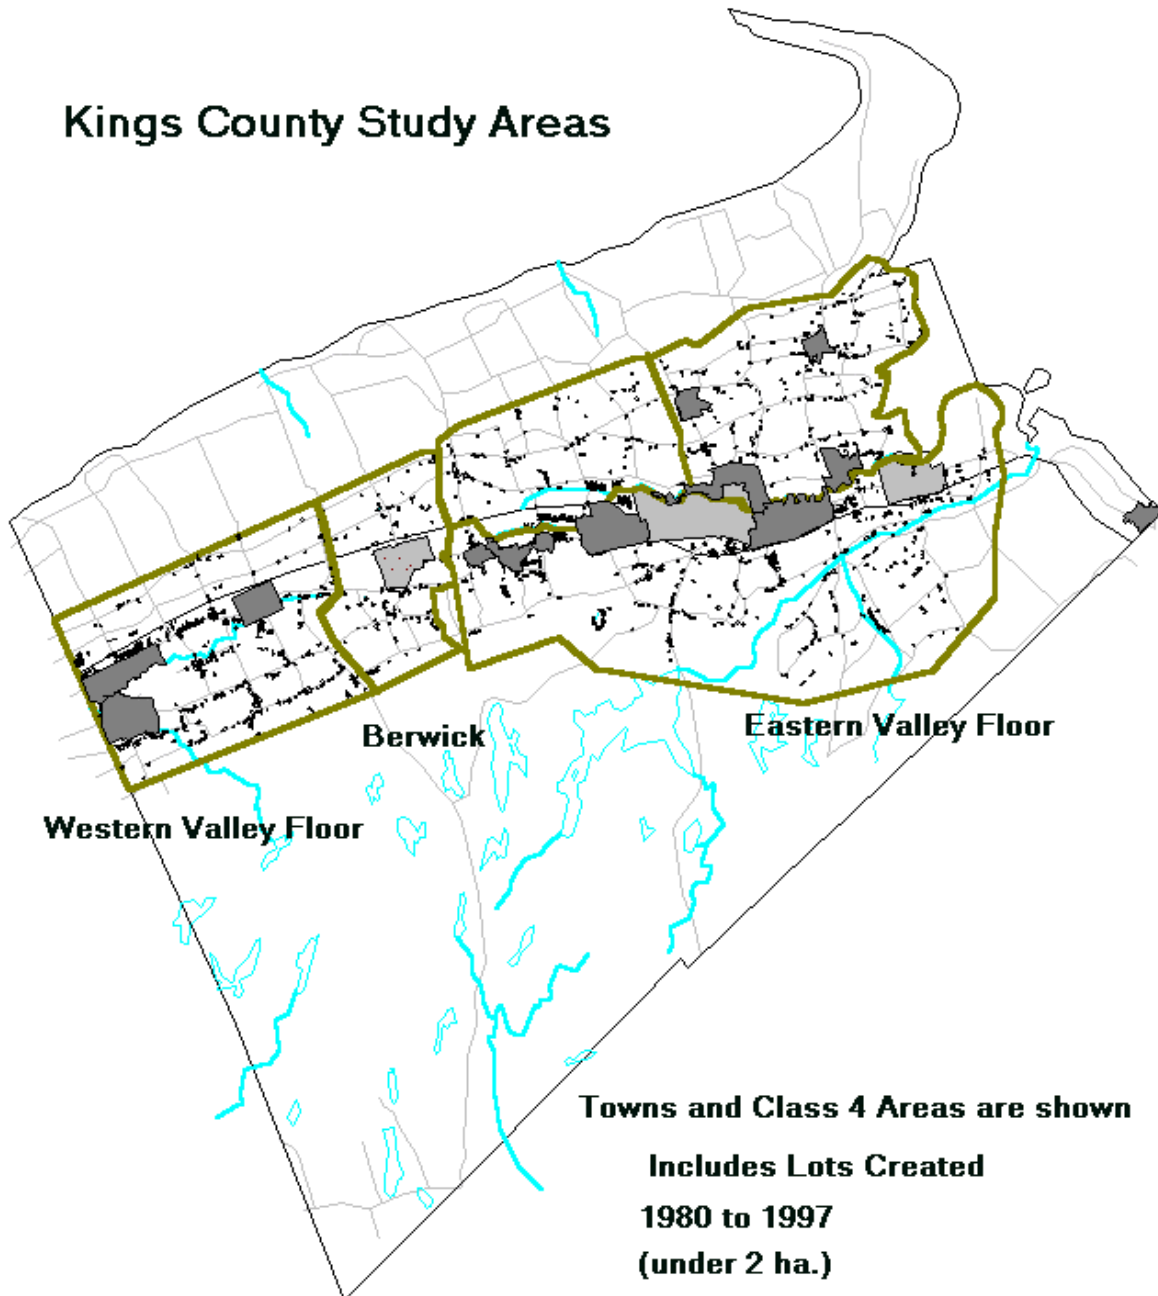 Kings County Study Areas
Berwick
Eastern Valley Floor
Western Valley Floor
Towns and Class 4 Areas are shown
Includes Lots Created
1980 to 1997
(under 2 ha.)